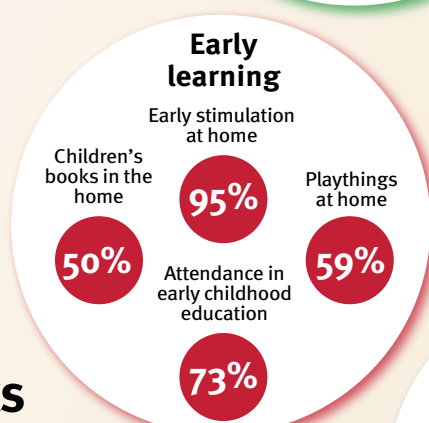 Early
learning
Early stimulation
at home
95%
Children’s
books in the
home
50%
Playthings
at home
59%
Attendance in
early childhood
education
73%